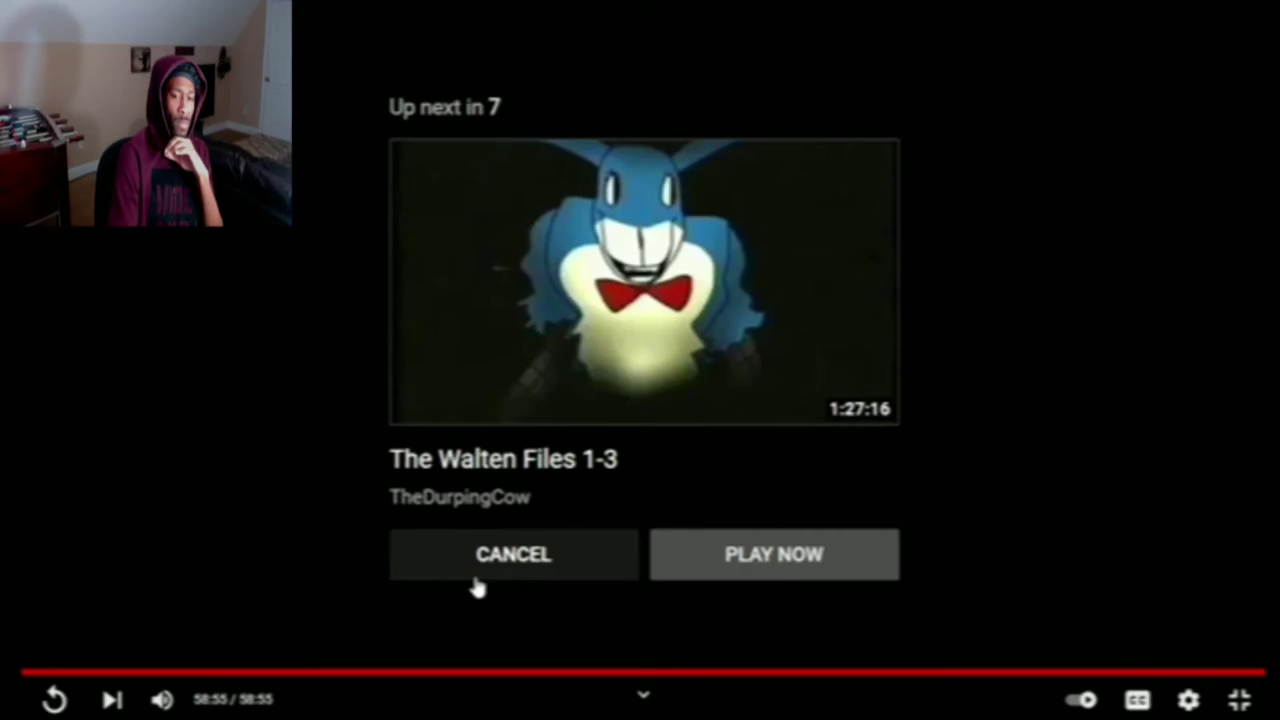 Up next in 7
1:27:16
The Walten Files 1-3
TheDurpingCow
CANCEL
PLAY NOW
58:55 / 58:55
CC